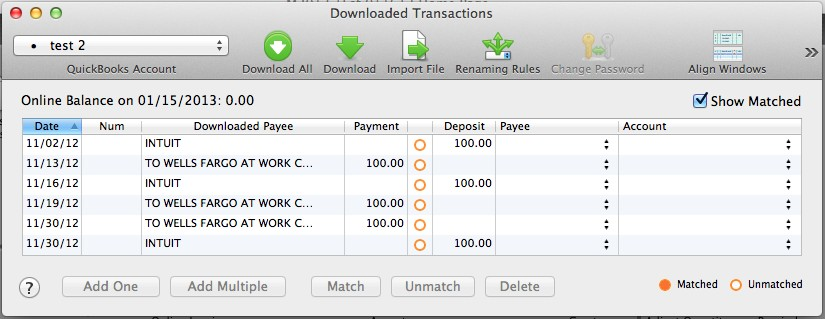 Downloaded Transactions
test 2
QuickBooks Account Download All Download Import File Renaming Rules Change Password Align Windows
Online Balance on 01/15/2013: 0.00 Show Matched
Date Num Downloaded Payee Payment Deposit Payee Account
11/02/12 INTUIT 100.00
11/13/12 TO WELLS FARGO AT WORK C... 100.00
11/16/12 INTUIT 100.00
11/19/12 TO WELLS FARGO AT WORK C... 100.00
11/30/12 TO WELLS FARGO AT WORK C... 100.00
11/30/12 INTUIT 100.00
? Add One Add Multiple Match Unmatch Delete Matched Unmatched